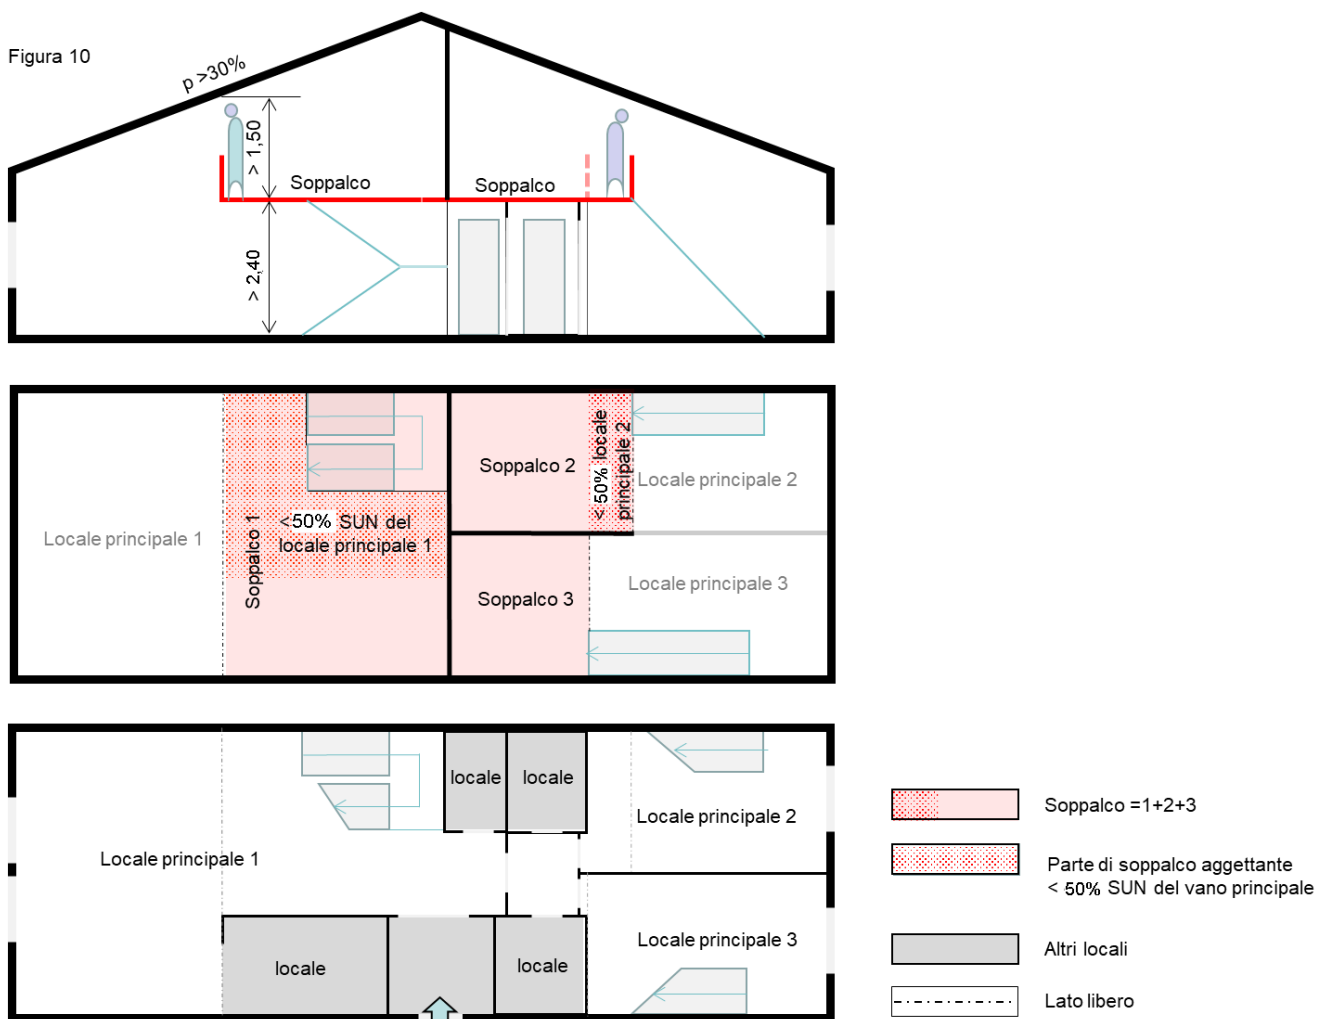 Figura 10
p >30%
> 1,50
Soppalco
Soppalco
> 2,40
Locale principale 1
Soppalco 1
<50% SUN del
locale principale 1
Soppalco 2
< 50% locale
principale 2
Locale principale 2
Soppalco 3
Locale principale 3
locale
locale
Locale principale 2
Locale principale 1
locale
locale
Locale principale 3
Soppalco =1+2+3
Parte di soppalco aggettante
< 50% SUN del vano principale
Altri locali
Lato libero